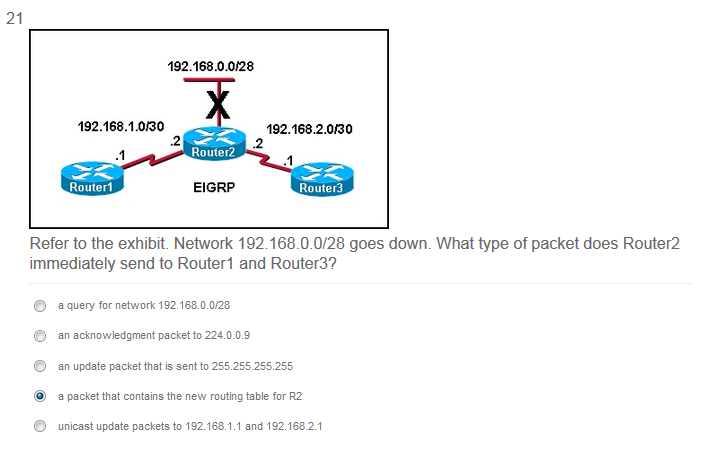 21
192.168.0.0/28
X
192.168.1.0/30
192.168.2.0/30
.2
.2
Router2
.1
.1
Router1
EIGRP
Router3
Refer to the exhibit. Network 192.168.0.0/28 goes down. What type of packet does Router2
immediately send to Router1 and Router3?
a query for network 192.168.0.0/28
an acknowledgment packet to 224.0.0.9
an update packet that is sent to 255.255.255.255
a packet that contains the new routing table for R2
unicast update packets to 192.168.1.1 and 192.168.2.1